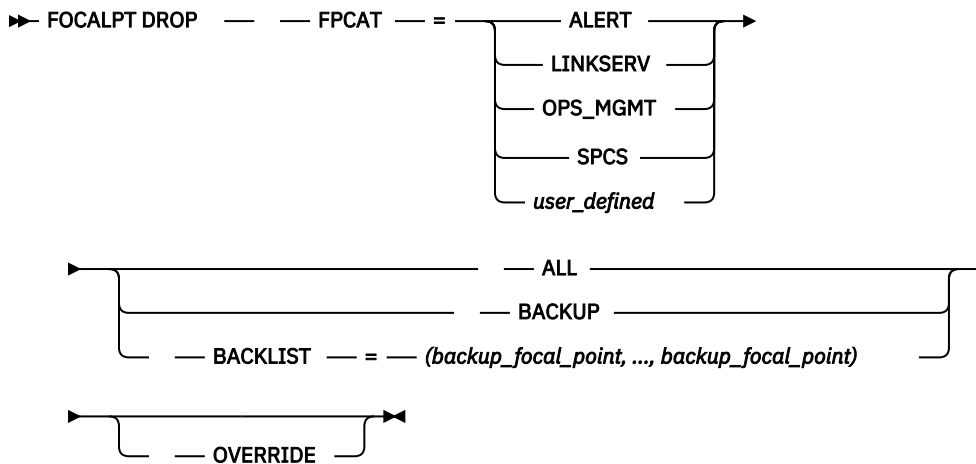 FOCALPT DROP FPCAT = ALERT
LINKSERV
OPS_MGMT
SPCS
user_defined
ALL
BACKUP
BACKLIST = (backup_focal_point, ..., backup_focal_point)
OVERRIDE